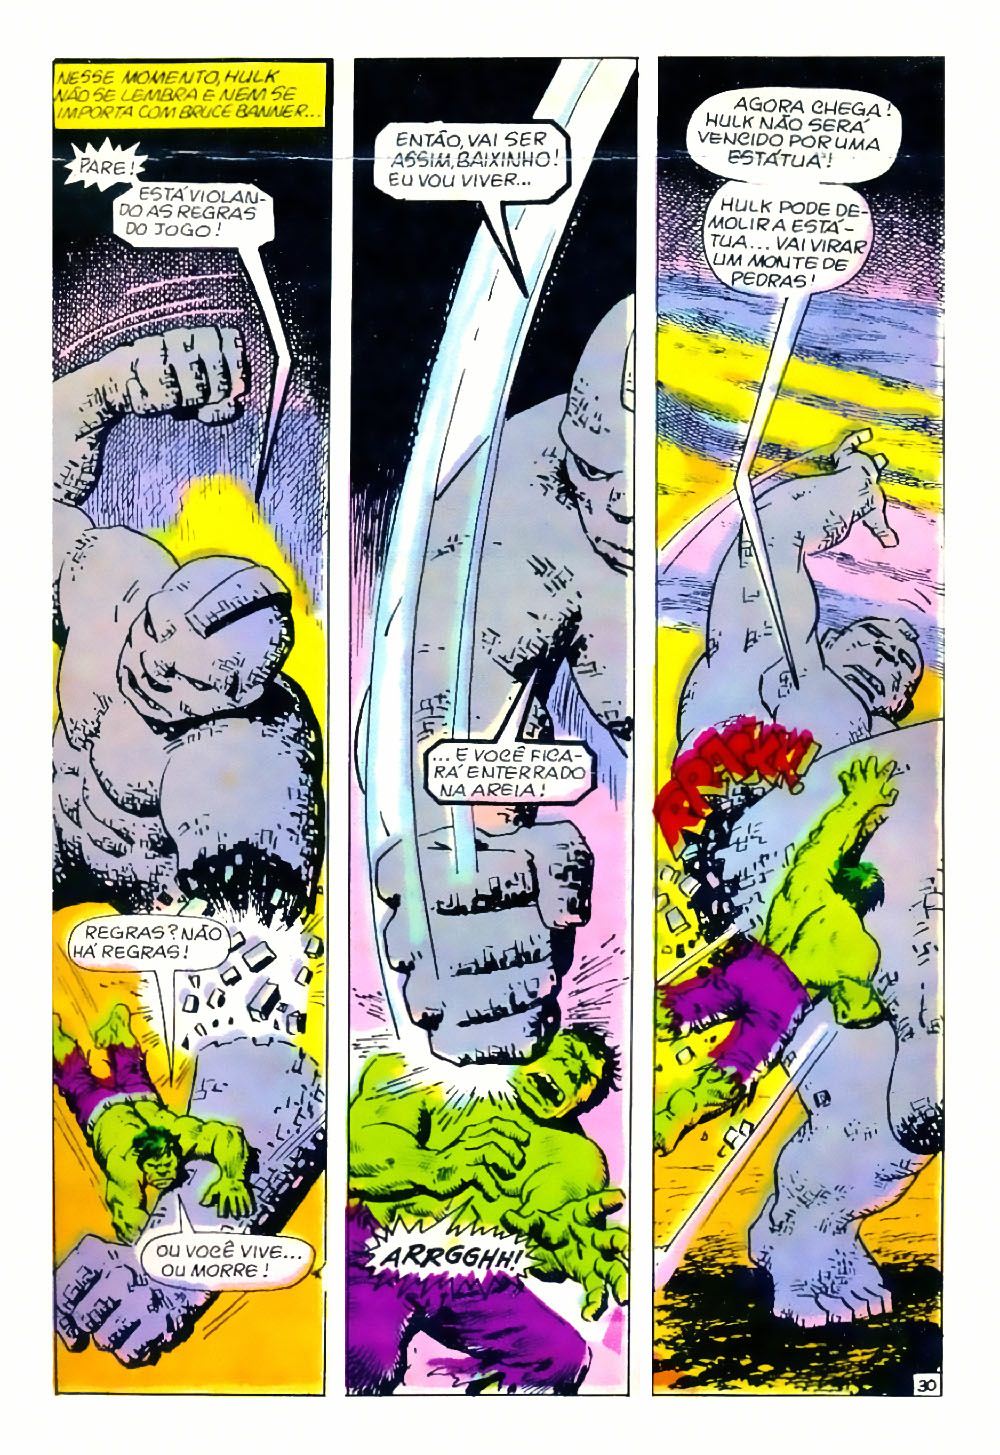 NESSE MOMENTO, HULK
NÃO SE LEMBRA E NEM SE
IMPORTA COM BRUCE BANNER...
PARE!
ESTÁ VIOLAN-
DO AS REGRAS
DO JOGO!
REGRAS? NÃO
HÁ REGRAS!
OU VOCÊ VIVE...
OU MORRE!
ENTÃO, VAI SER
ASSIM, BAIXINHO!
EU VOU VIVER...
... E VOCÊ FICA-
RÁ ENTERRADO
NA AREIA!
ARRGGHH!
AGORA CHEGA!
HULK NÃO SERÁ
VENCIDO POR UMA
ESTÁTUA!
HULK PODE DE-
MOLIR A ESTÁ-
TUA... VAI VIRAR
UM MONTE DE
PEDRAS!
30